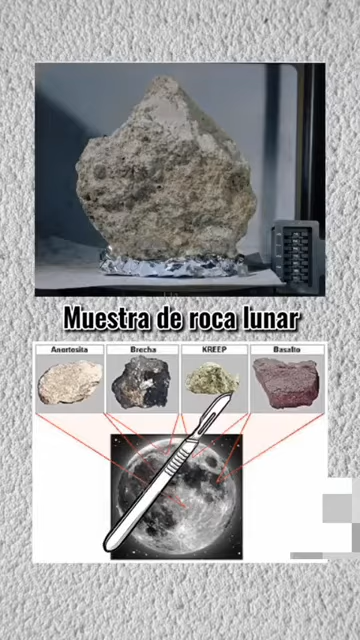 Muestra de roca lunar
Anortosita
Brecha
KREEP
Basalto